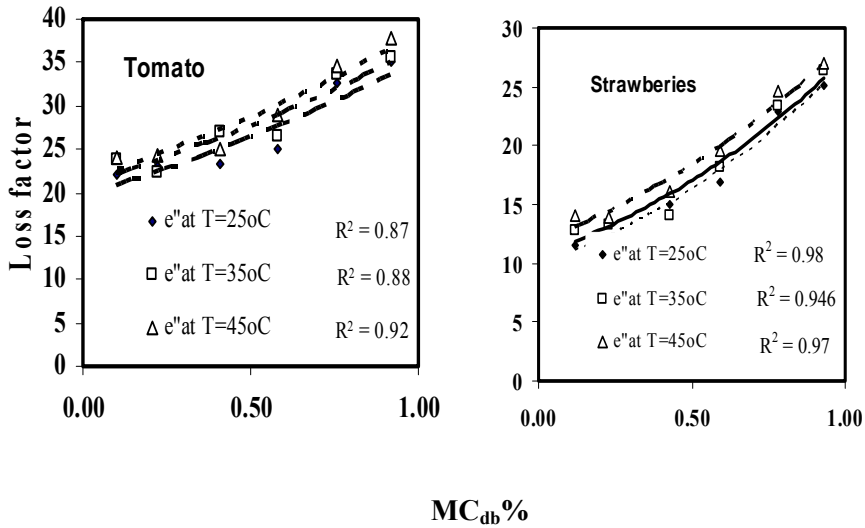 Tomato
Loss factor
40
35
30
25
20
15
10
5
0
0.00
0.50
1.00
e"at T=25oC
R² = 0.87
e"at T=35oC
R² = 0.88
e"at T=45oC
R² = 0.92
Strawberies
30
25
20
15
10
5
0
0.00
0.50
1.00
e"at T=25oC
R² = 0.98
e"at T=35oC
R² = 0.946
e"at T=45oC
R² = 0.97
MCdb%